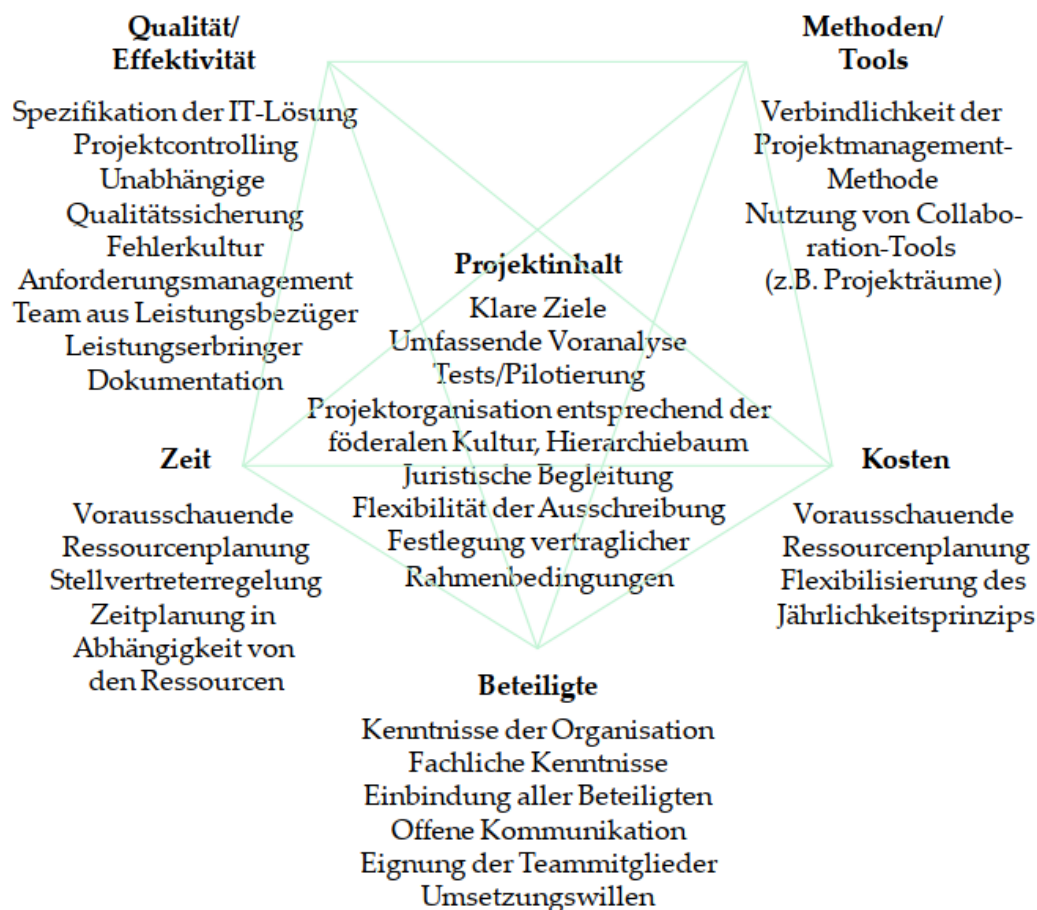 Qualität/
Effektivität
Spezifikation der IT-Lösung
Projektcontrolling
Unabhängige
Qualitätssicherung
Fehlerkultur
Anforderungsmanagement
Team aus Leistungsbezüger
Leistungserbringer
Dokumentation
Methoden/
Tools
Verbindlichkeit der
Projektmanagement-
Methode
Nutzung von Collabo-
ration-Tools
(z.B. Projekträume)
Projektinhalt
Klare Ziele
Umfassende Voranalyse
Tests/Pilotierung
Projektorganisation entsprechend der
föderalen Kultur, Hierarchiebaum
Juristische Begleitung
Flexibilität der Ausschreibung
Festlegung vertraglicher
Rahmenbedingungen
Zeit
Vorausschauende
Ressourcenplanung
Stellvertreterregelung
Zeitplanung in
Abhängigkeit von
den Ressourcen
Kosten
Vorausschauende
Ressourcenplanung
Flexibilisierung des
Jährlichkeitsprinzips
Beteiligte
Kenntnisse der Organisation
Fachliche Kenntnisse
Einbindung aller Beteiligten
Offene Kommunikation
Eignung der Teammitglieder
Umsetzungswillen